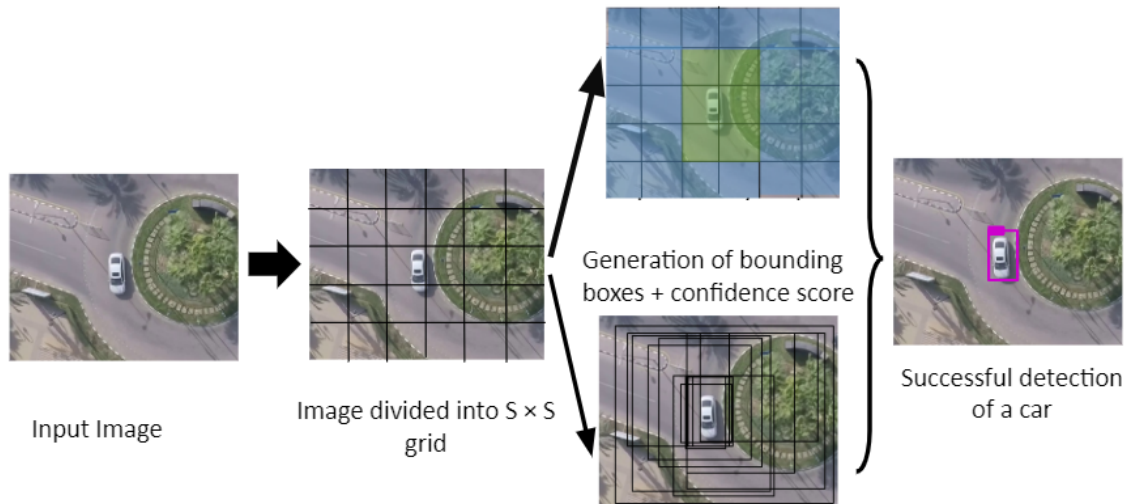 Input Image
Image divided into S × S
grid
Generation of bounding
boxes + confidence score
Successful detection
of a car